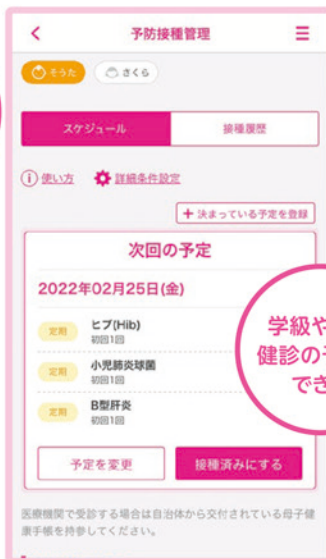 予防接種管理
そうた
さくら
スケジュール
接種履歴
使い方
詳細条件設定
+ 決まっている予定を登録
次回の予定
2022年02月25日(金)
定期
ヒブ(Hib)
初回1回
定期
小児肺炎球菌
初回1回
定期
B型肝炎
初回1回
学級や
健診の予
でき
予定を変更
接種済みにする
医療機関で受診する場合は自治体から交付されている母子健
康手帳を持参してください。